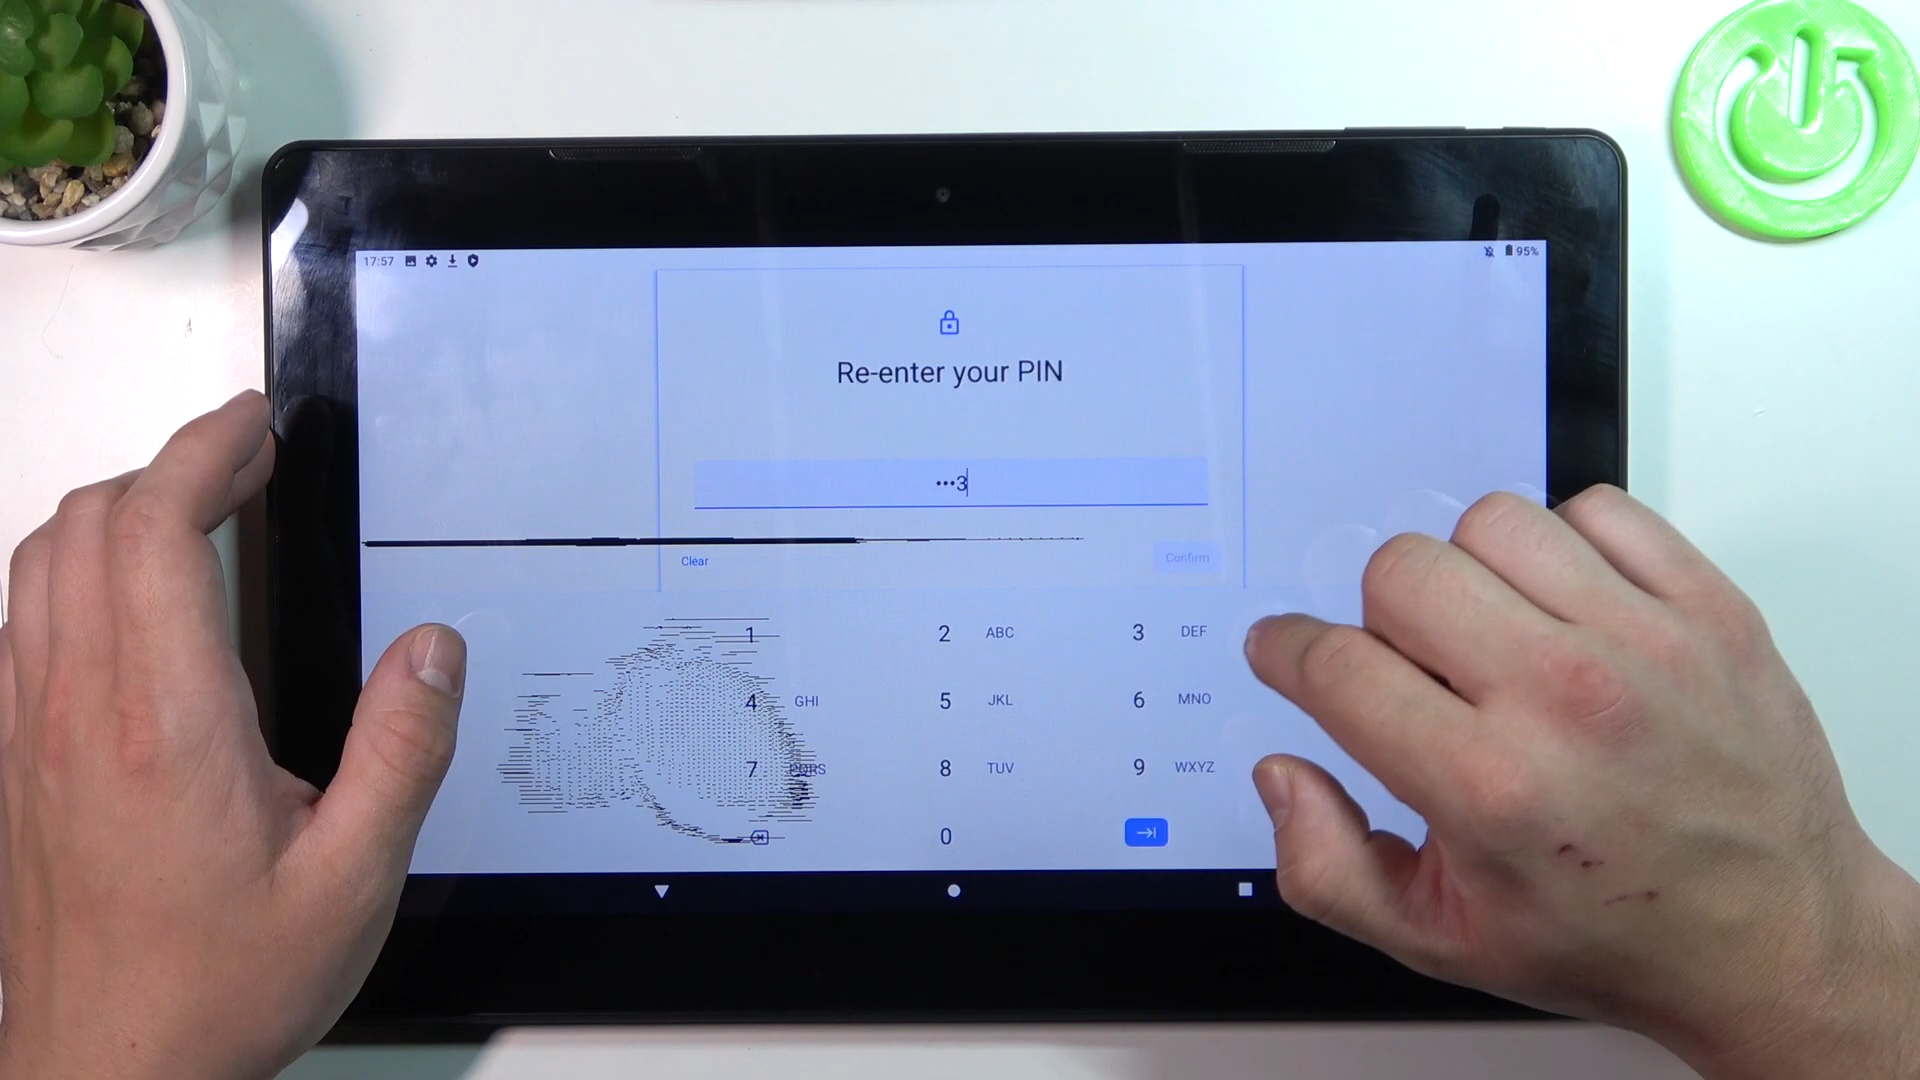 17:57 95%
Re-enter your PIN
•••3
Clear Confirm
1 2 ABC 3 DEF
4 GHI 5 JKL 6 MNO
7 PQRS 8 TUV 9 WXYZ
0